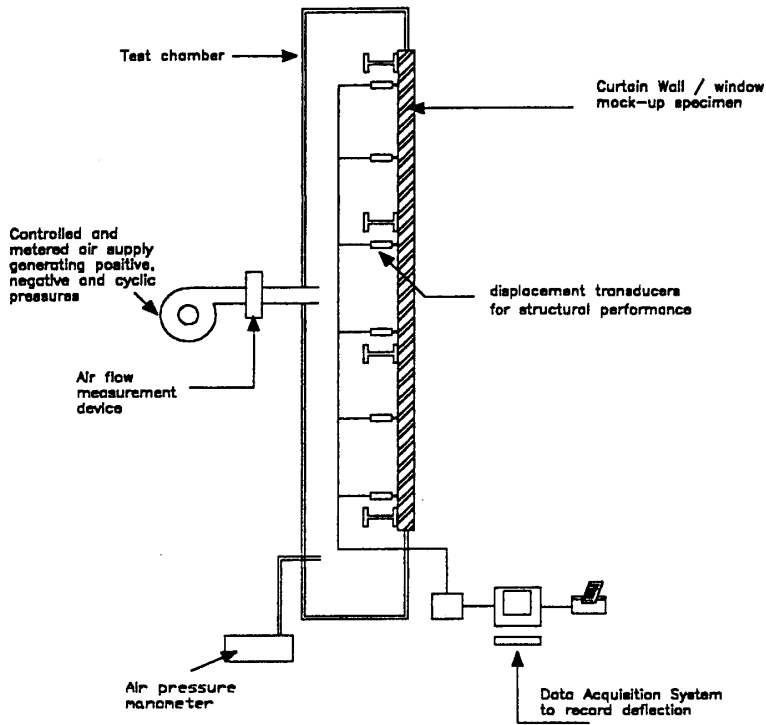 Test chamber
Curtain Wall / window
mock-up specimen
Controlled and
metered air supply
generating positive,
negative and cyclic
pressures
displacement transducers
for structural performance
Air flow
measurement
device
Air pressure
manometer
Data Acquisition System
to record deflection